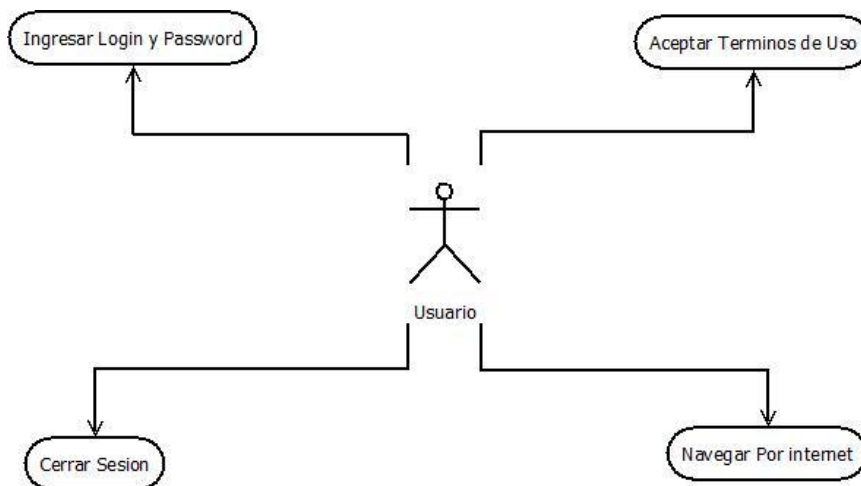 Ingresar Login y Password
Aceptar Terminos de Uso
Usuario
Cerrar Sesion
Navegar Por internet